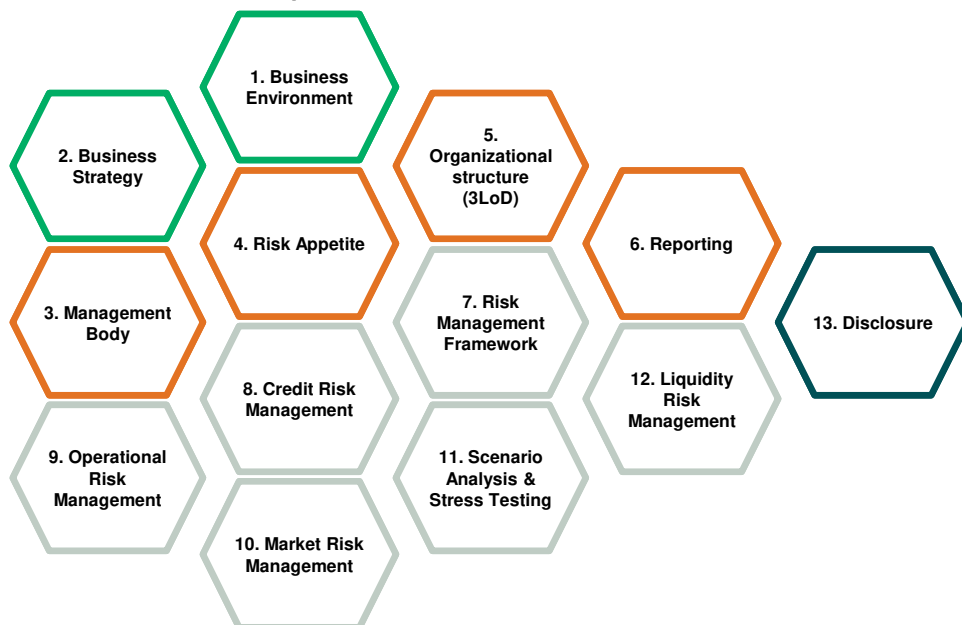 1. Business
Environment
2. Business
Strategy
5.
Organizational
structure
(3LoD)
4. Risk Appetite
6. Reporting
3. Management
Body
7. Risk
Management
Framework
13. Disclosure
8. Credit Risk
Management
12. Liquidity
Risk
Management
9. Operational
Risk
Management
11. Scenario
Analysis &
Stress Testing
10. Market Risk
Management